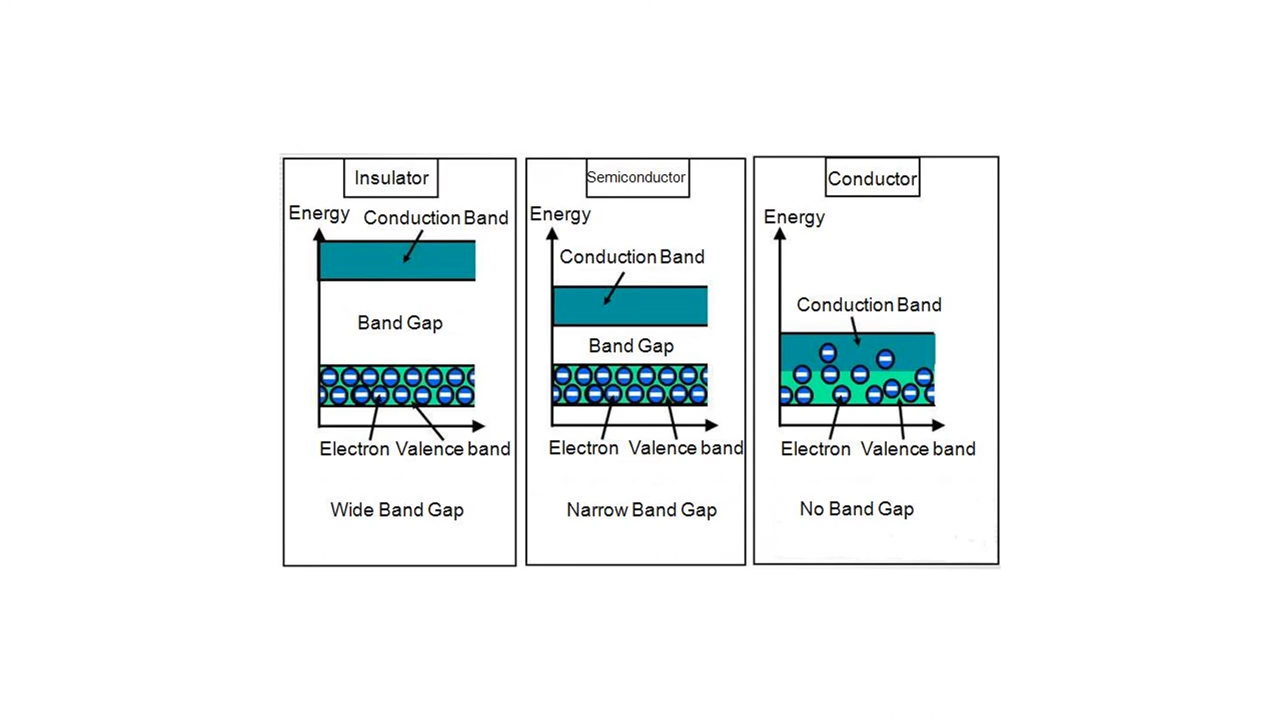 Insulator
Energy
Conduction Band
Band Gap
Electron
Valence band
Wide Band Gap
Semiconductor
Energy
Conduction Band
Band Gap
Electron
Valence band
Narrow Band Gap
Conductor
Energy
Conduction Band
Electron
Valence band
No Band Gap